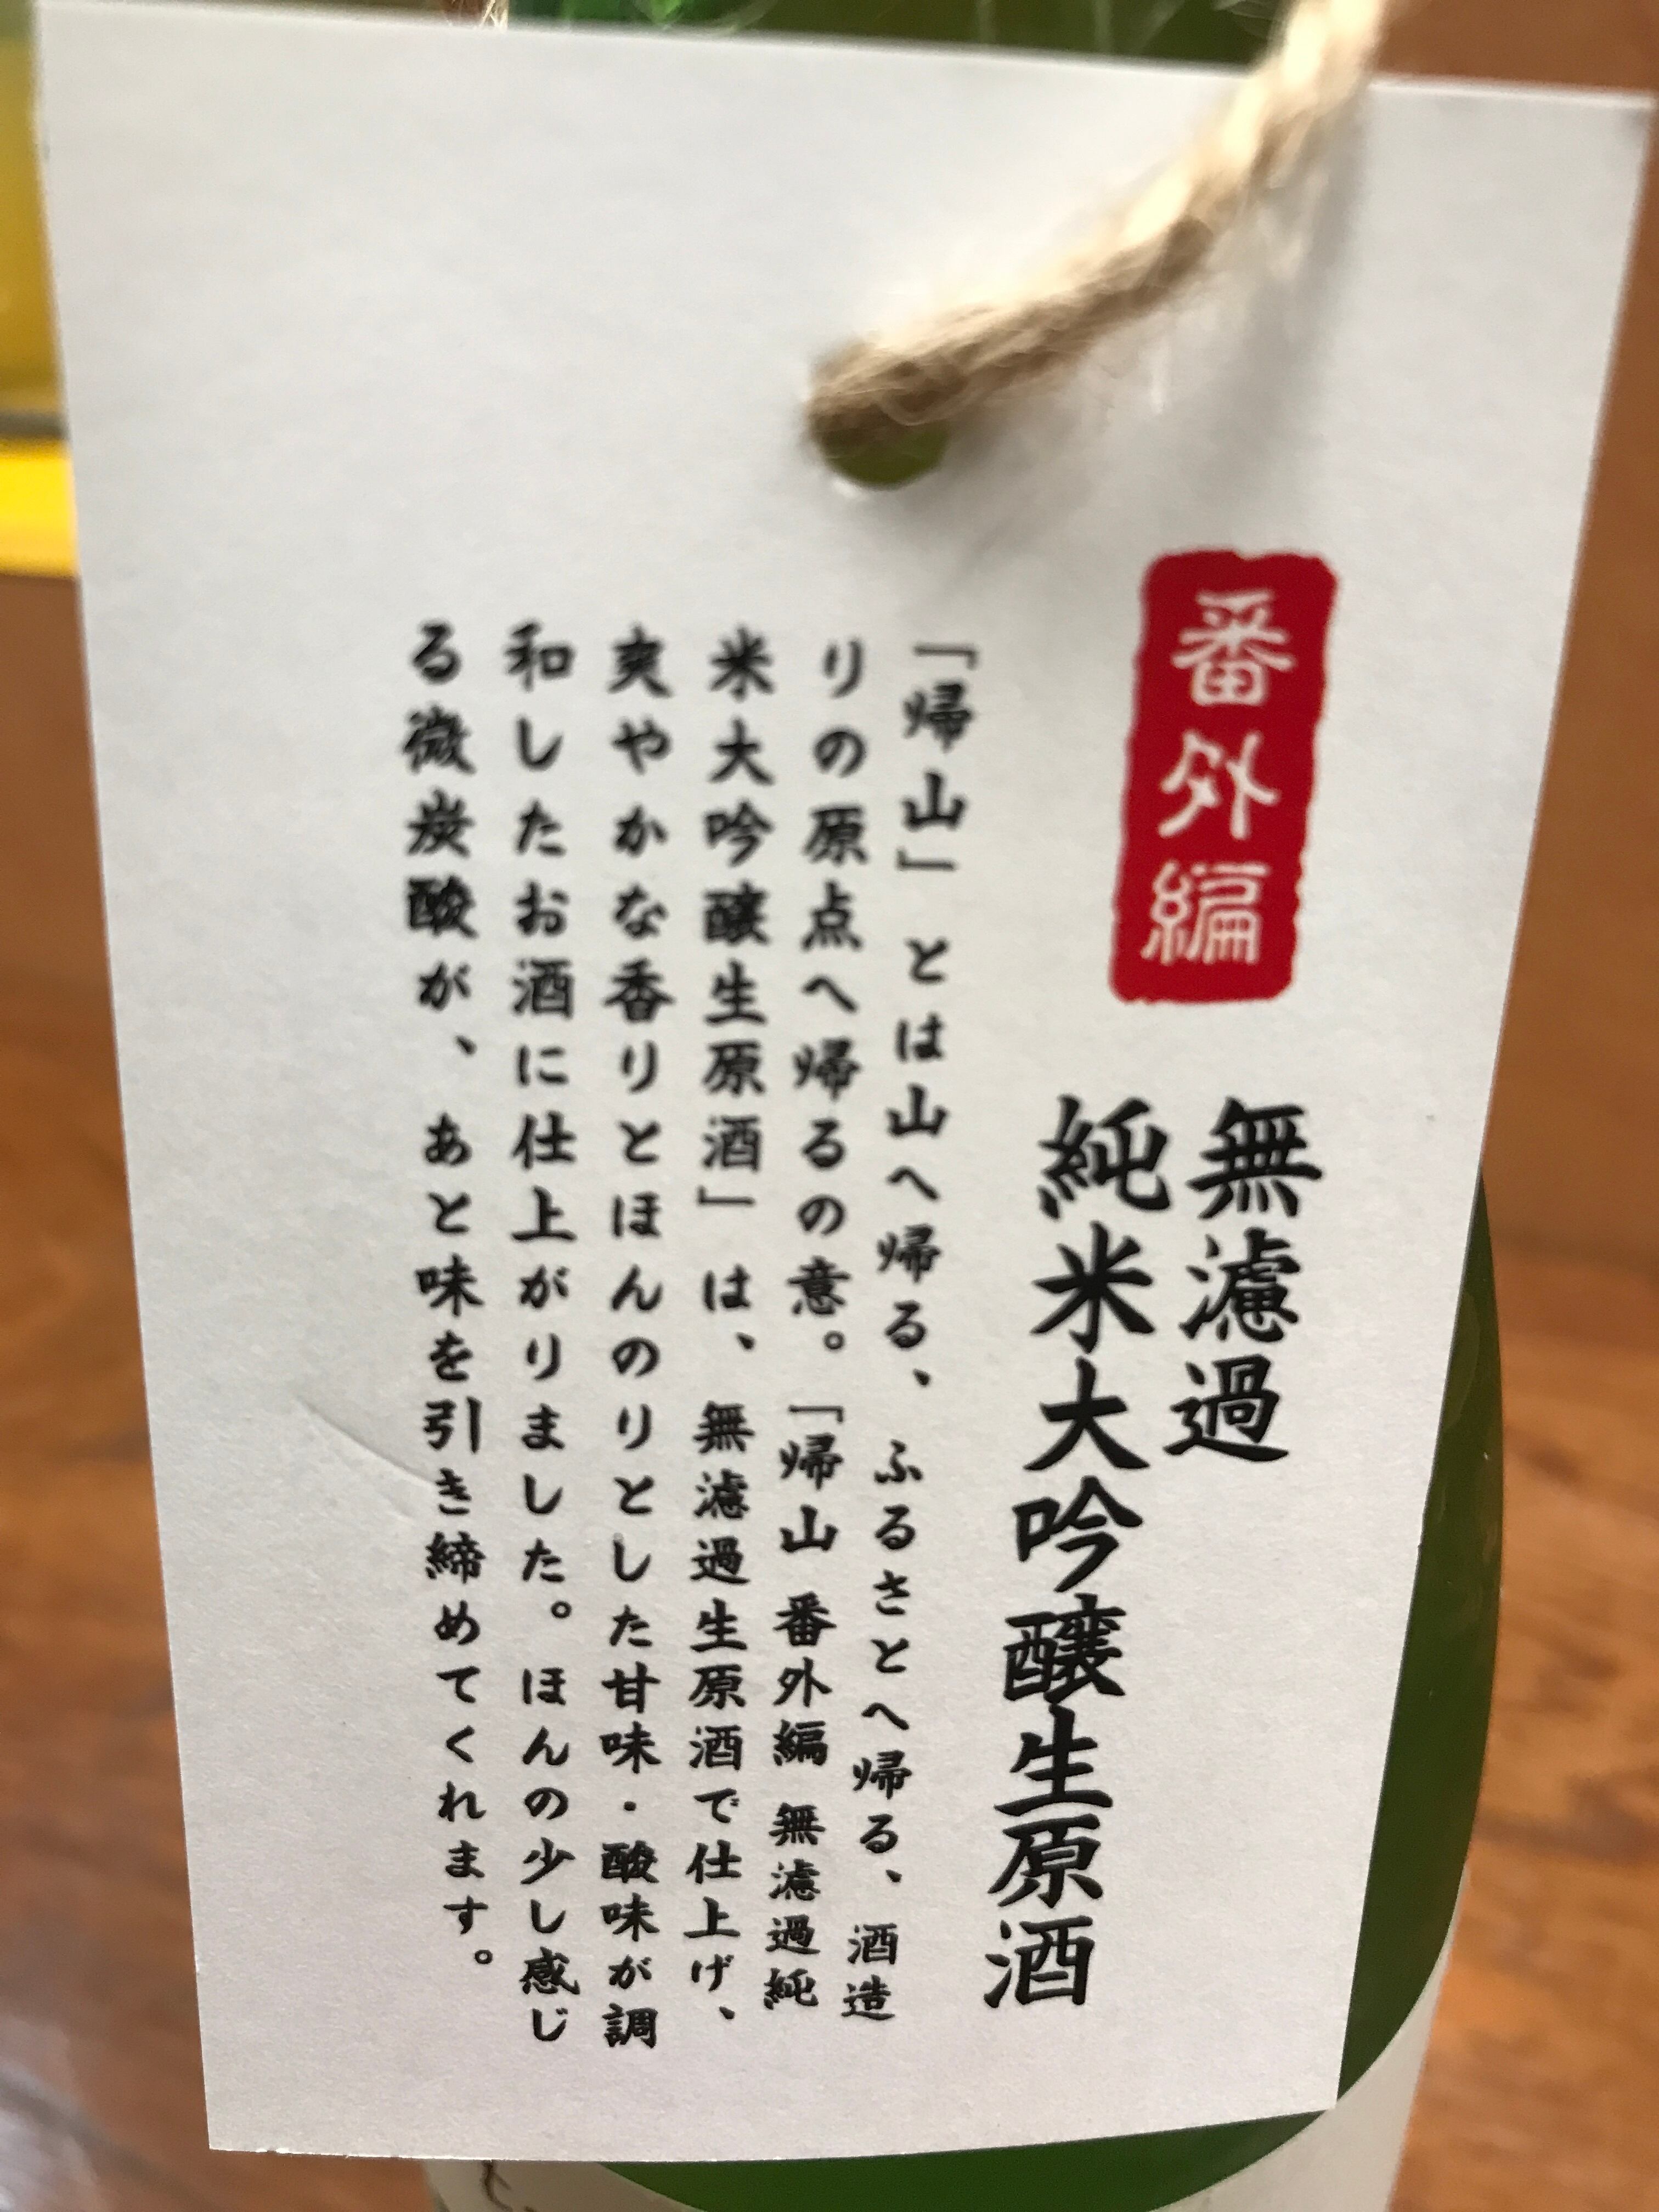 番外編
無濾過
純米大吟醸生原酒
「帰山」とは山へ帰る、ふるさとへ帰る、酒造
りの原点へ帰るの意。「帰山 番外編 無濾過純
米大吟醸生原酒」は、無濾過生原酒で仕上げ、
爽やかな香りとほんのりとした甘味・酸味が調
和したお酒に仕上がりました。ほんの少し感じ
る微炭酸が、あと味を引き締めてくれます。